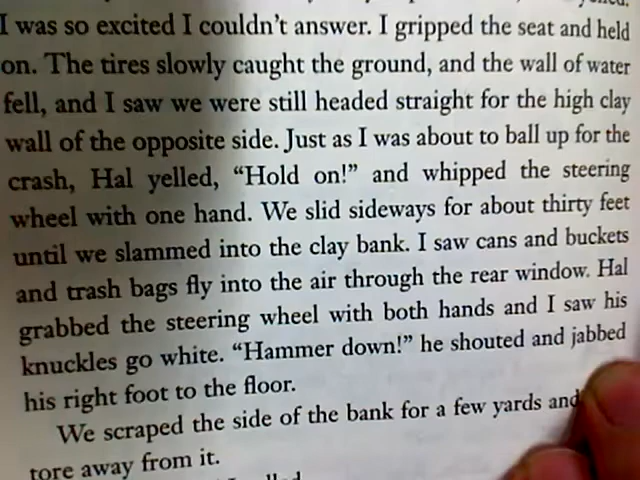 I was so excited I couldn't answer. I gripped the seat and held
on. The tires slowly caught the ground, and the wall of water
fell, and I saw we were still headed straight for the high clay
wall of the opposite side. Just as I was about to ball up for the
crash, Hal yelled, “Hold on!” and whipped the steering
wheel with one hand. We slid sideways for about thirty feet
until we slammed into the clay bank. I saw cans and buckets
and trash bags fly into the air through the rear window. Hal
grabbed the steering wheel with both hands and I saw his
knuckles go white. “Hammer down!” he shouted and jabbed
his right foot to the floor.
We scraped the side of the bank for a few yards and
tore away from it.